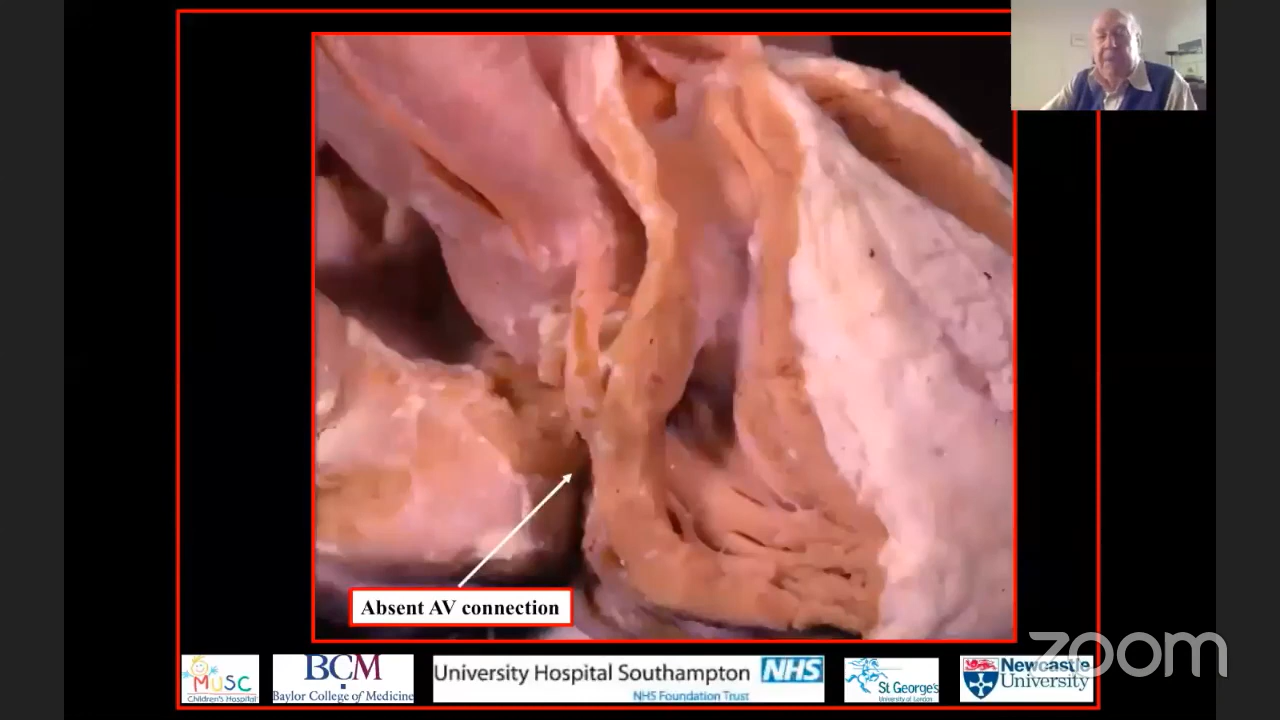 Absent AV connection
MUSC
Children's Hospital
BCM
Baylor College of Medicine
University Hospital Southampton NHS
NHS Foundation Trust
St George's
University of London
Newcastle
University
zoom